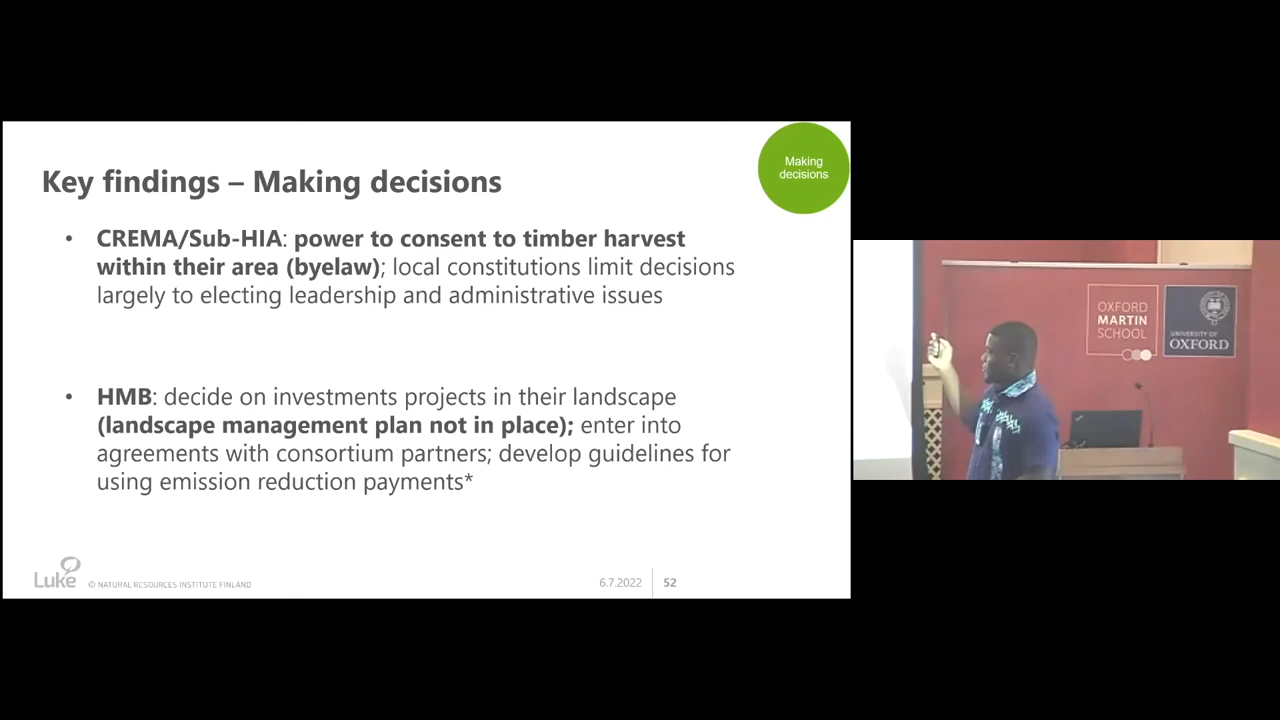 Making
decisions
Key findings – Making decisions
• CREMA/Sub-HIA: power to consent to timber harvest
within their area (byelaw); local constitutions limit decisions
largely to electing leadership and administrative issues
• HMB: decide on investments projects in their landscape
(landscape management plan not in place); enter into
agreements with consortium partners; develop guidelines for
using emission reduction payments*
Luke © NATURAL RESOURCES INSTITUTE FINLAND 6.7.2022 52
OXFORD
MARTIN
SCHOOL
UNIVERSITY OF
OXFORD